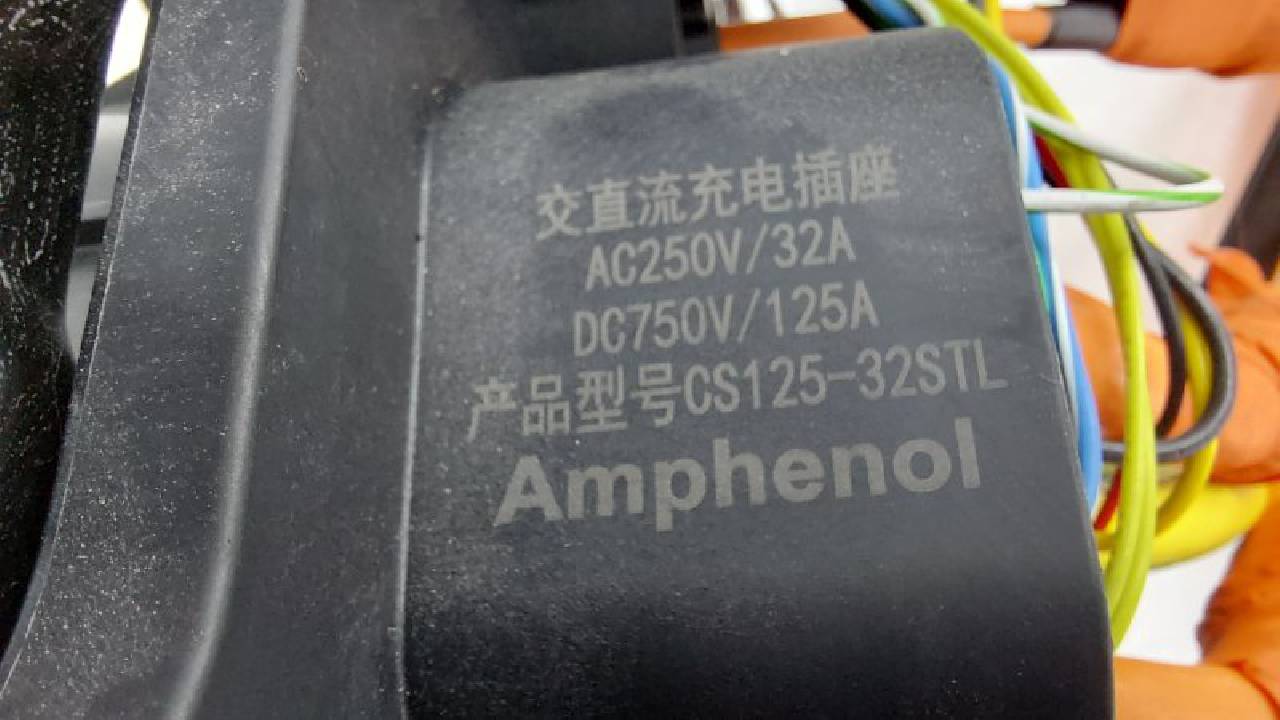 交直流充电插座
AC250V/32A
DC750V/125A
产品型号CS125-32STL
Amphenol